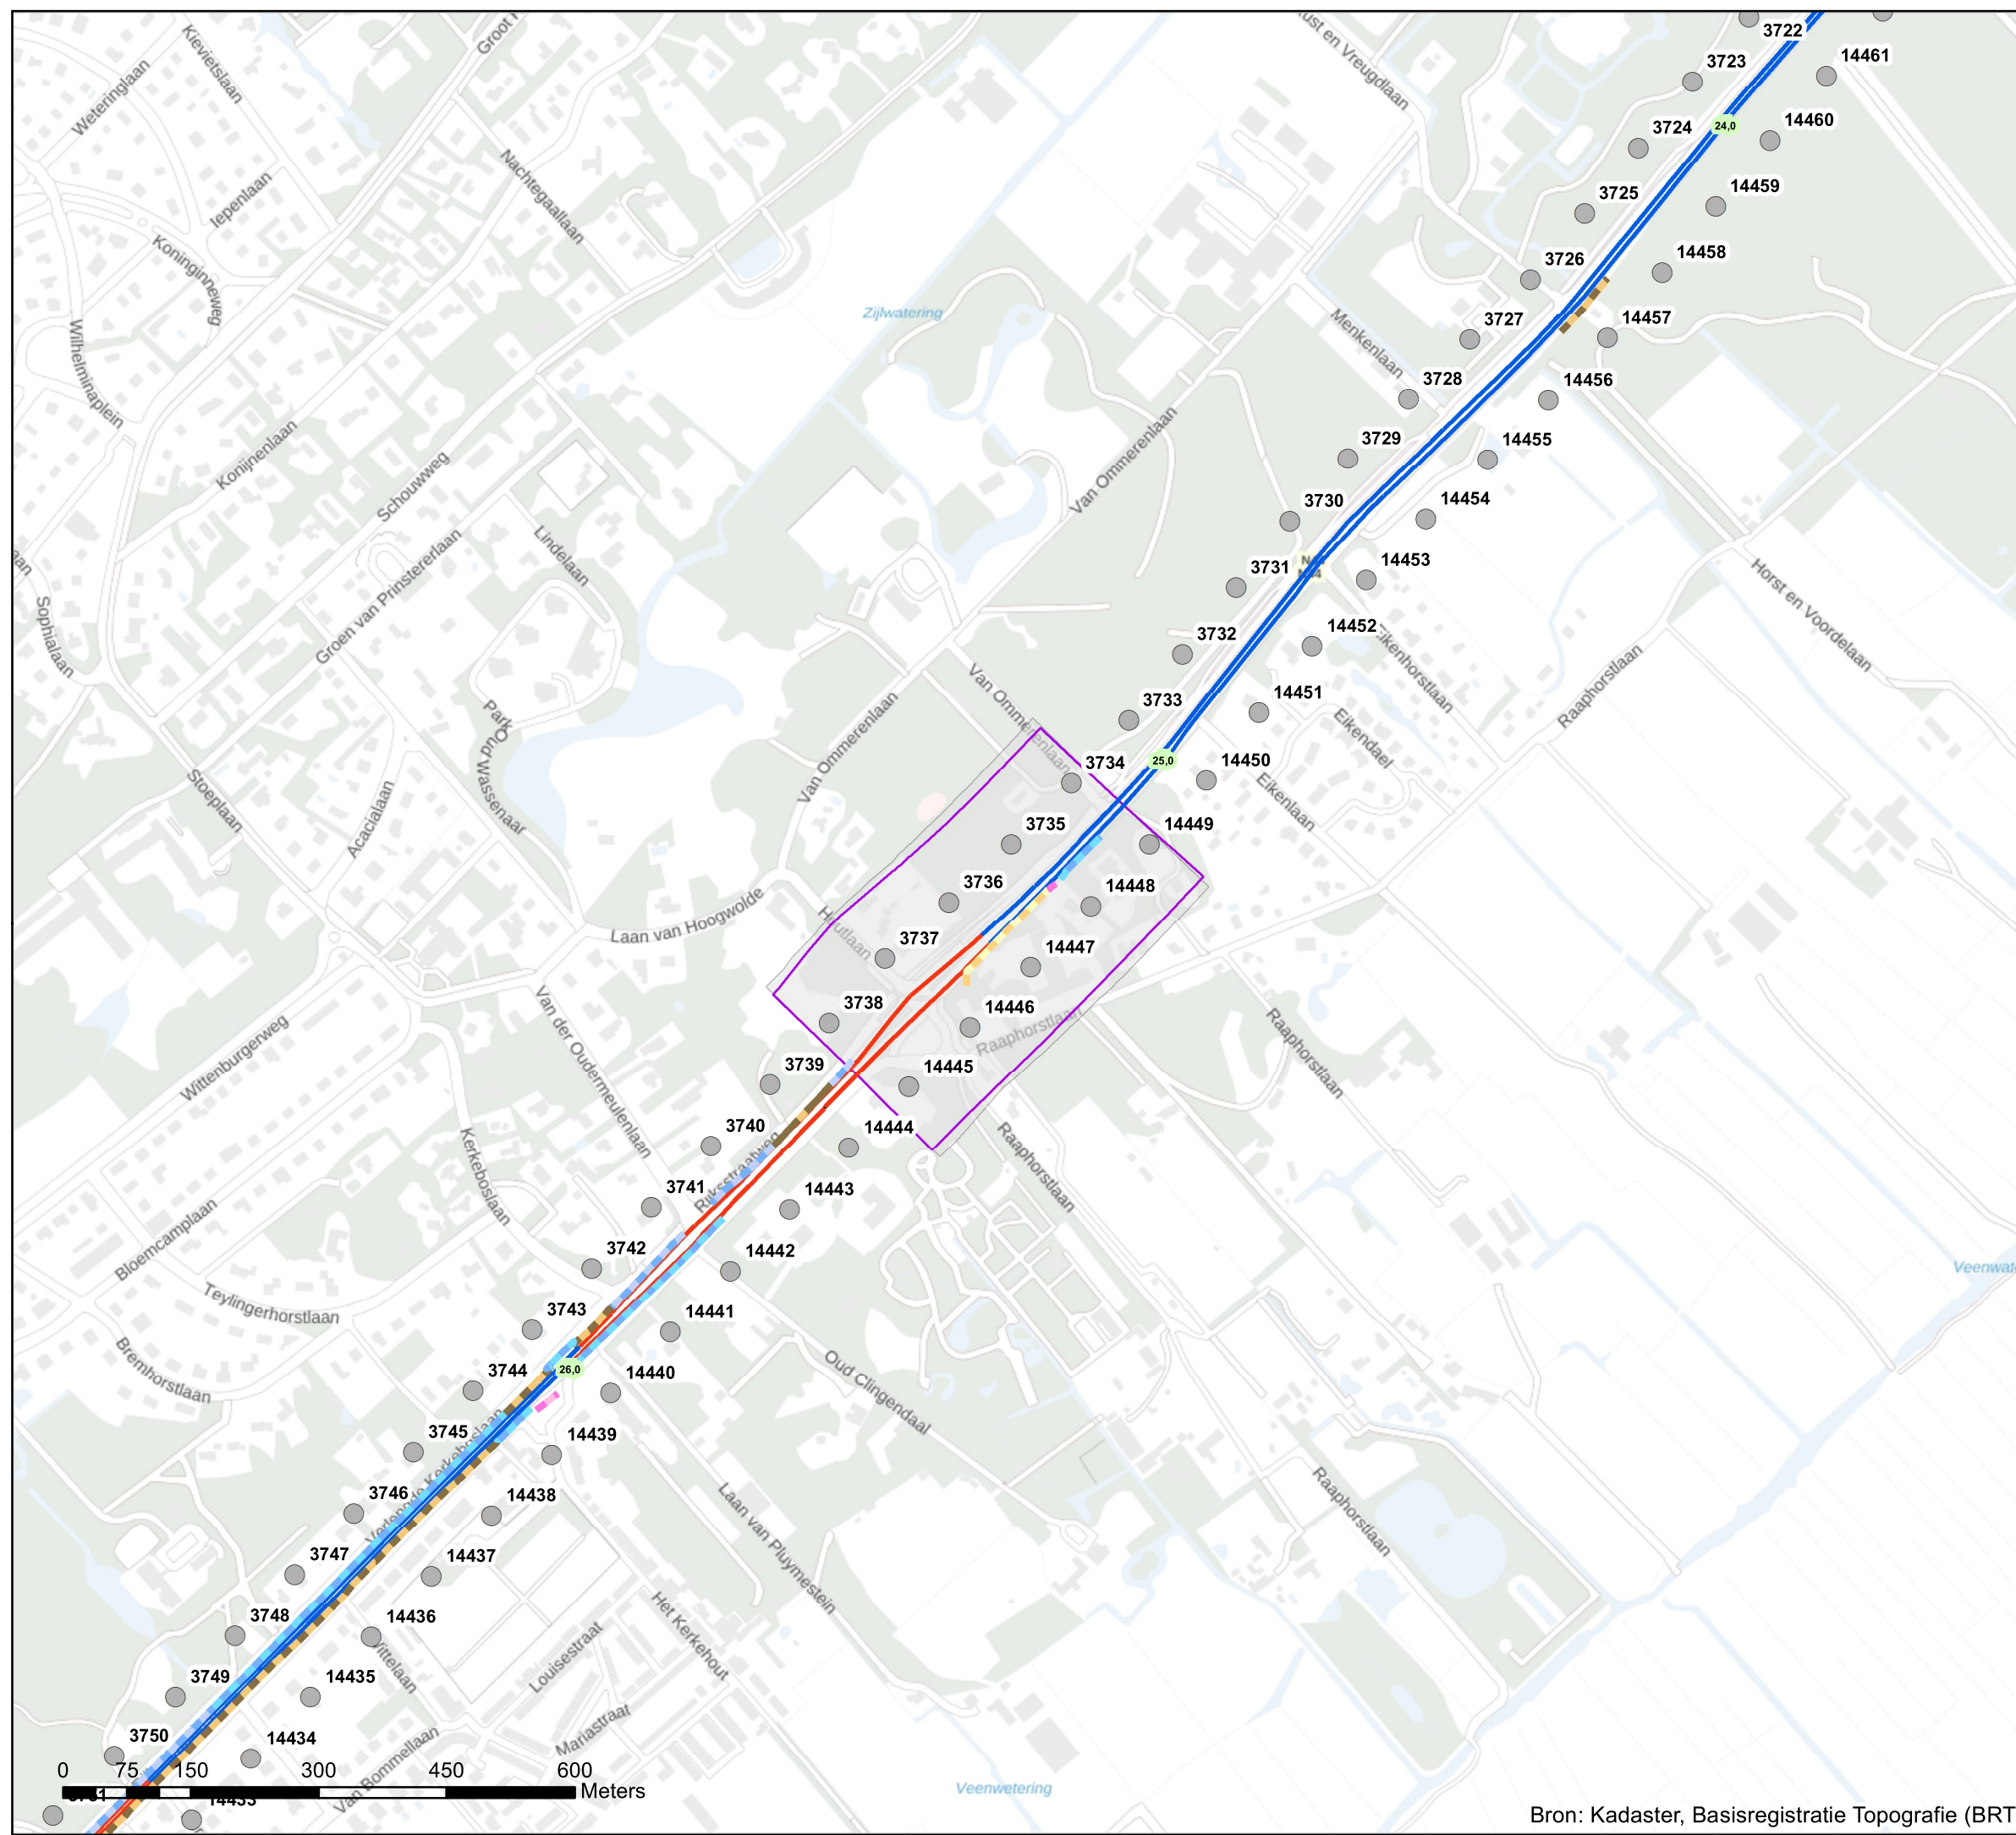 Kievietslaan
Weteringlaan
Iepenlaan
Koninginneweg
Wilhelminaplein
Nachtegaallaan
Konijnenlaan
Schouwweg
Groen van Prinstererlaan
Lindelaan
Sophialaan
Stoeplaan
Acacialaan
Park Oud Wassenaar
Zijlwatering
Menkenlaan
Van Ommerenlaan
Van Ommerenlaan
Van Ommerenlaan
Eikenhorstlaan
Eikendael
Eikenlaan
Raaphorstlaan
Horst en Voordelaan
Laan van Hoogwolde
Houtlaan
Van der Oudermeulenlaan
Wittenburgerweg
Kerkeboslaan
Bloemcamplaan
Teylingerhorstlaan
Bremhorstlaan
Rijksstraatweg
Raaphorstlaan
Raaphorstlaan
Raaphorstlaan
Raaphorstlaan
Oud Clingendaal
Laan van Pluymestein
Het Kerkehout
Louisestraat
Mariastraat
Van Bommellaan
Veenwetering
3722
3723
3724
3725
3726
3727
3728
3729
3730
3731
3732
3733
3734
3735
3736
3737
3738
3739
3740
3741
3742
3743
3744
3745
3746
3747
3748
3749
3750
14461
14460
14459
14458
14457
14456
14455
14454
14453
14452
14451
14450
14449
14448
14447
14446
14445
14444
14443
14442
14441
14440
14439
14438
14437
14436
14435
14434
14433
24,0
25,0
26,0
0 75 150 300 450 600
Meters
Bron: Kadaster, Basisregistratie Topografie (BRT